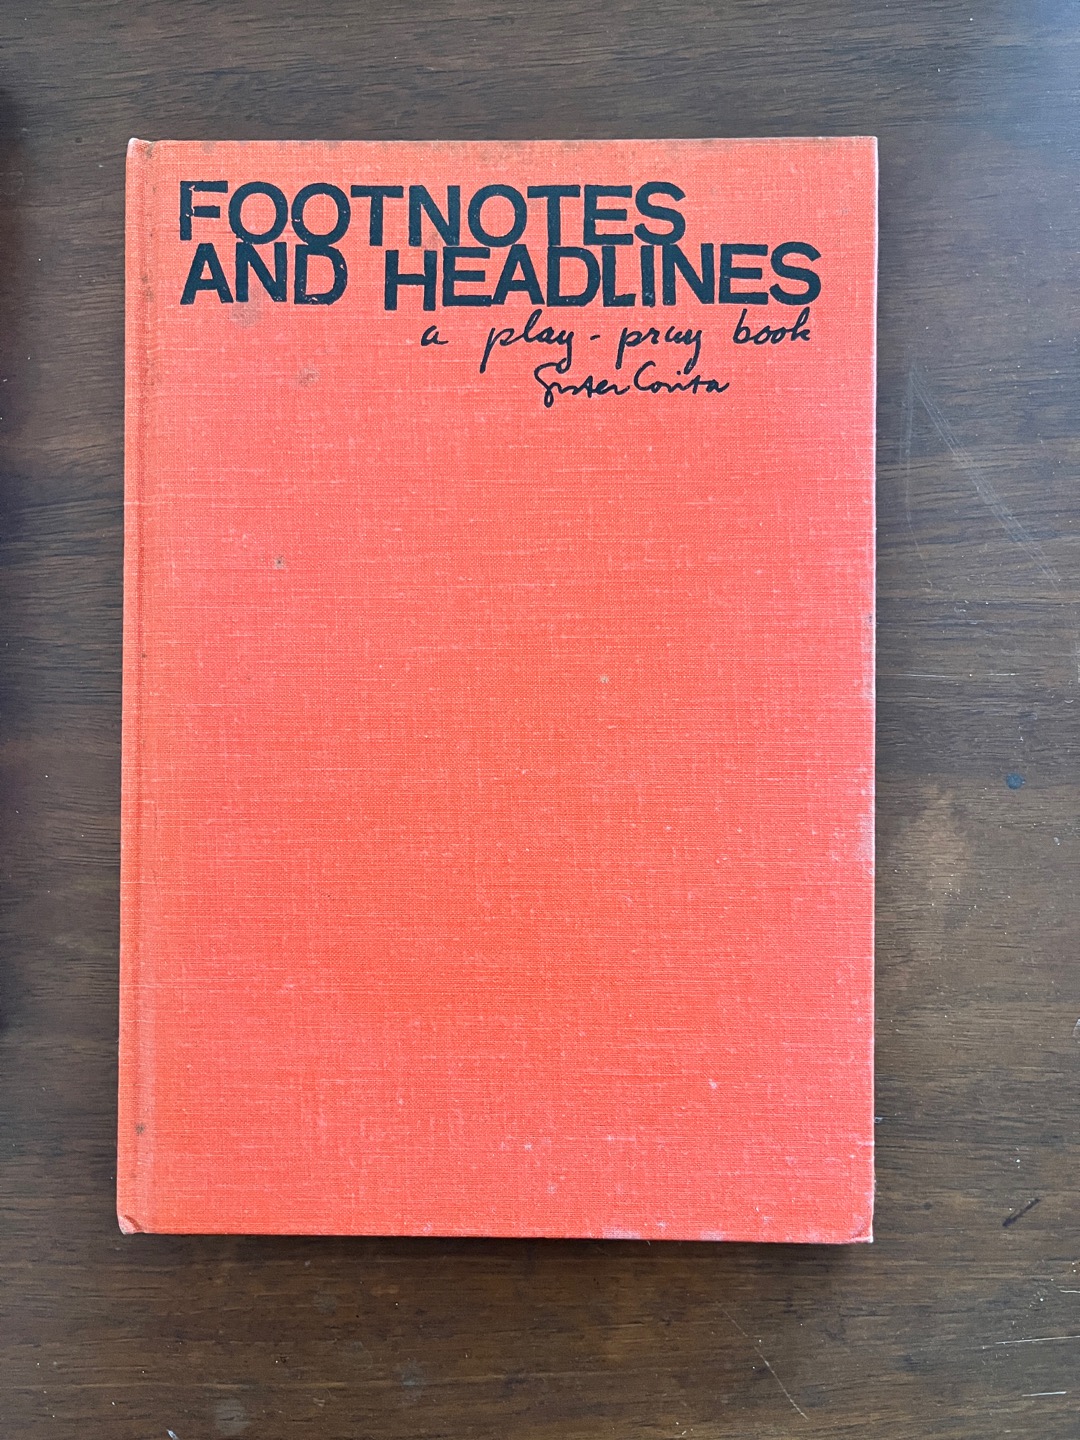 FOOTNOTES
AND HEADLINES
a play-pray book
Sister Corita